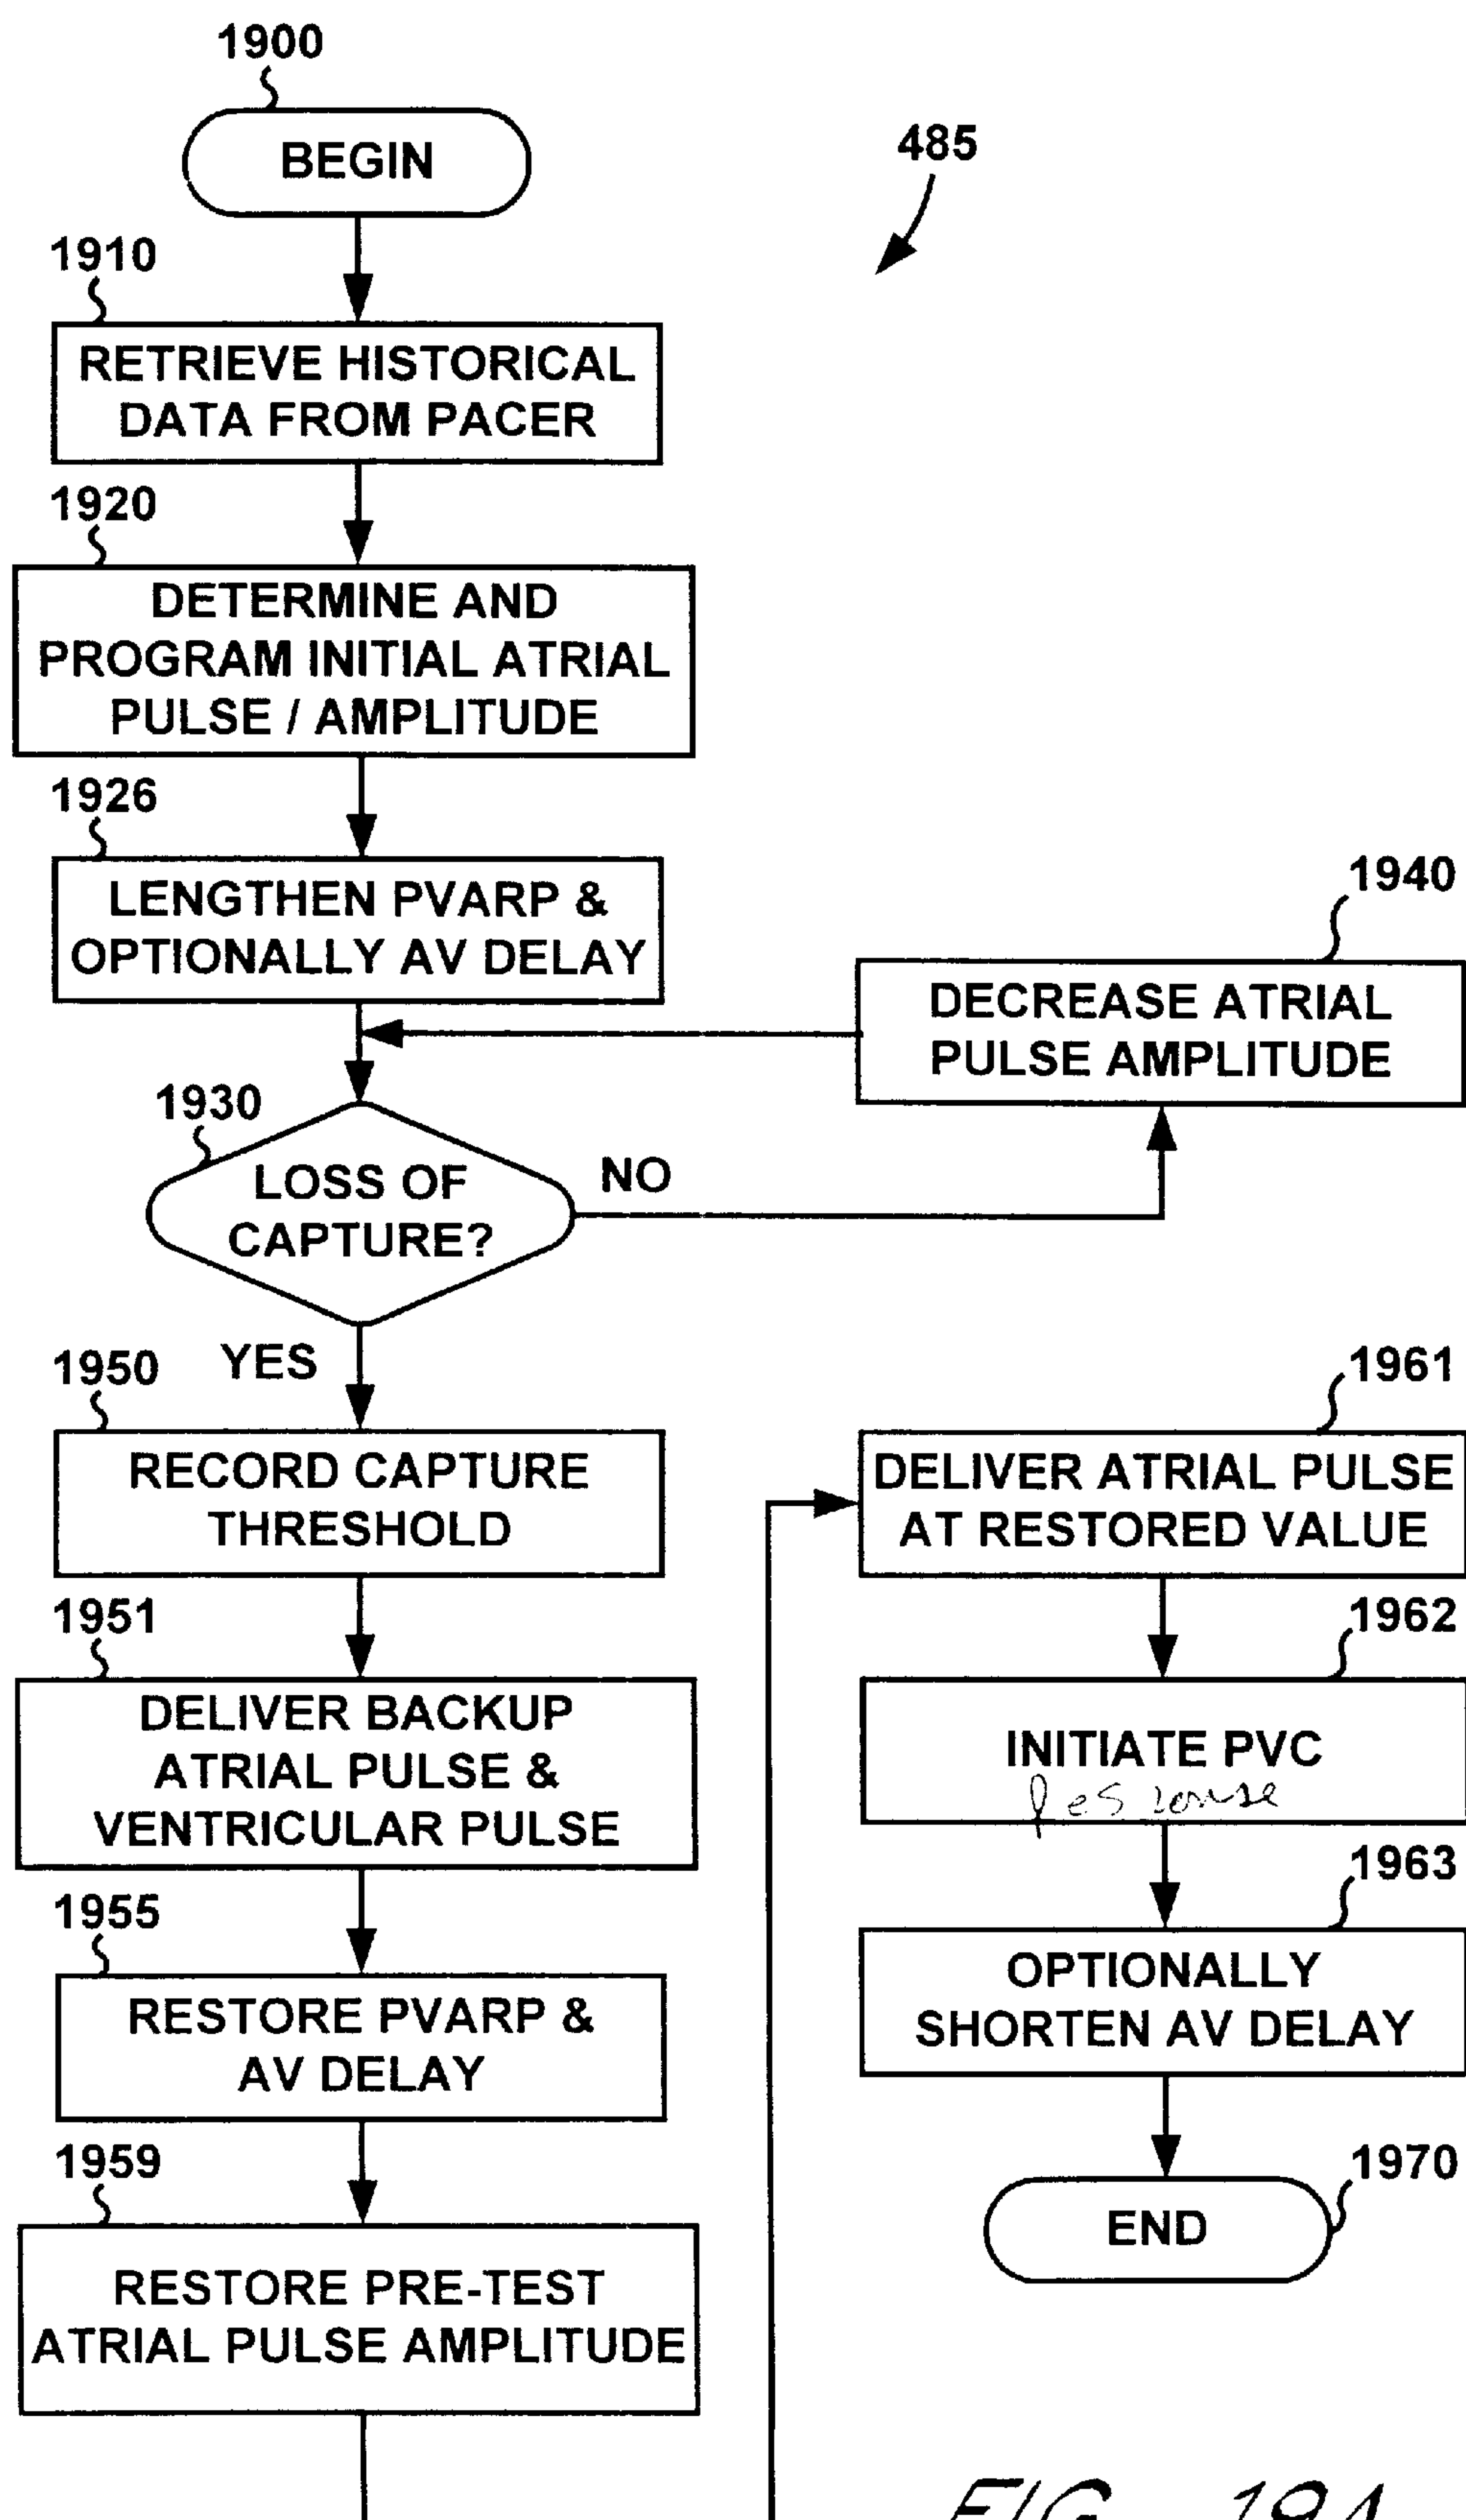 1900
BEGIN
485
1910
RETRIEVE HISTORICAL
DATA FROM PACER
1920
DETERMINE AND
PROGRAM INITIAL ATRIAL
PULSE / AMPLITUDE
1926
LENGTHEN PVARP &
OPTIONALLY AV DELAY
1940
DECREASE ATRIAL
PULSE AMPLITUDE
1930
LOSS OF
CAPTURE?
NO
YES
1950
RECORD CAPTURE
THRESHOLD
1951
DELIVER BACKUP
ATRIAL PULSE &
VENTRICULAR PULSE
1955
RESTORE PVARP &
AV DELAY
1959
RESTORE PRE-TEST
ATRIAL PULSE AMPLITUDE
1961
DELIVER ATRIAL PULSE
AT RESTORED VALUE
1962
INITIATE PVC
1963
OPTIONALLY
SHORTEN AV DELAY
1970
END
FIG. 19A